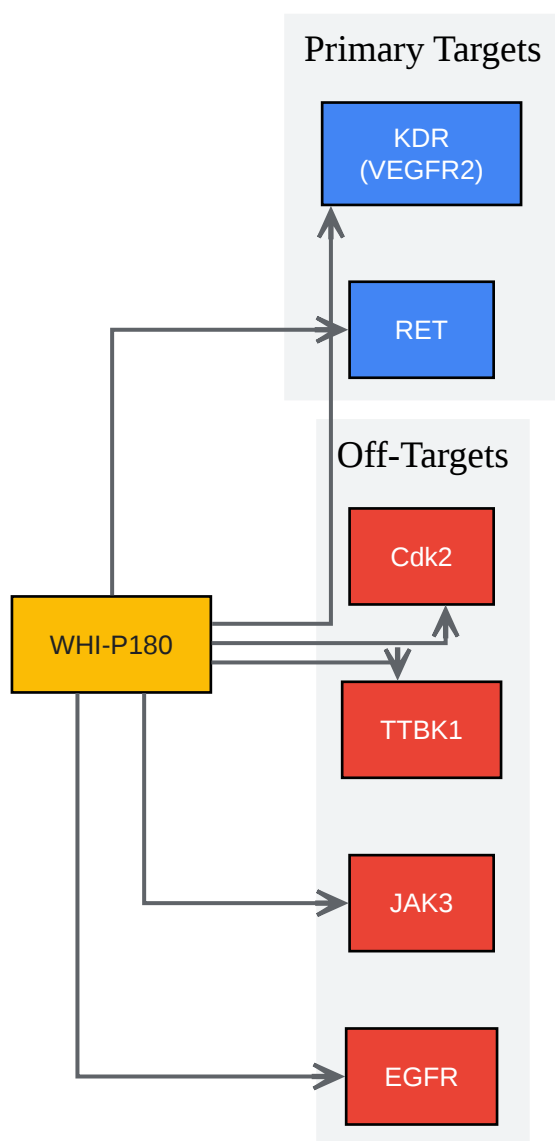 Primary Targets
KDR
(VEGFR2)
RET
Off-Targets
Cdk2
WHI-P180
TTBK1
JAK3
EGFR